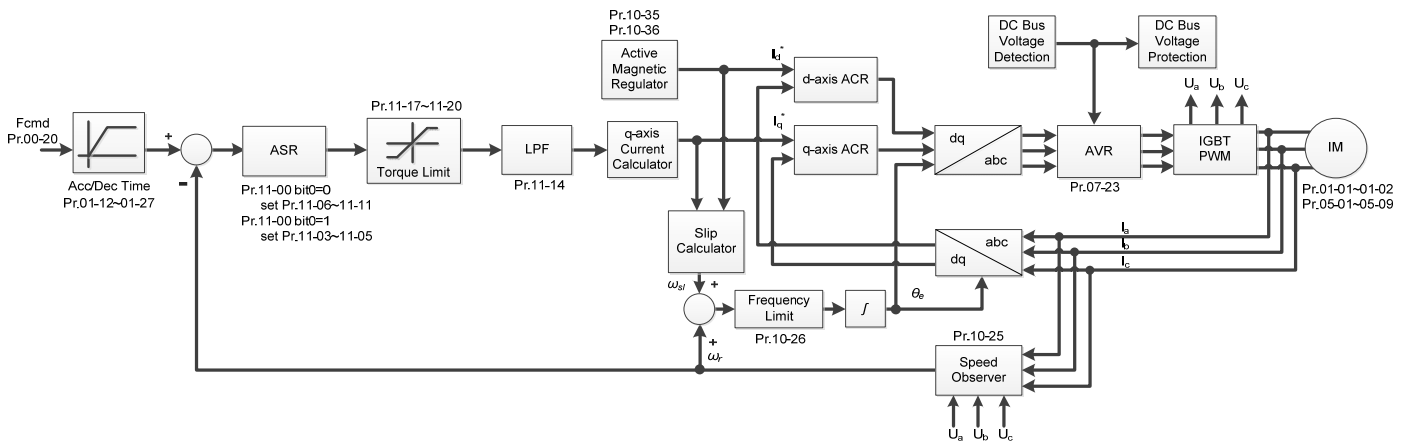 Pr.10-35
Pr.10-36
Active
Magnetic
Regulator
Id*
d-axis ACR
DC Bus
Voltage
Detection
DC Bus
Voltage
Protection
Ua
Ub
Uc
Fcmd
Pr.00-20
Acc/Dec Time
Pr.01-12~01-27
+
-
ASR
Pr.11-00 bit0=0
set Pr.11-06~11-11
Pr.11-00 bit0=1
set Pr.11-03~11-05
Pr.11-17~11-20
Torque Limit
LPF
Pr.11-14
q-axis
Current
Calculator
Iq*
q-axis ACR
dq
abc
AVR
Pr.07-23
IGBT
PWM
IM
Pr.01-01~01-02
Pr.05-01~05-09
Slip
Calculator
abc
dq
Ia
Ib
Ic
ωsl
+
Frequency
Limit
Pr.10-26
∫
θe
+
ωr
Pr.10-25
Speed
Observer
Ua
Ub
Uc